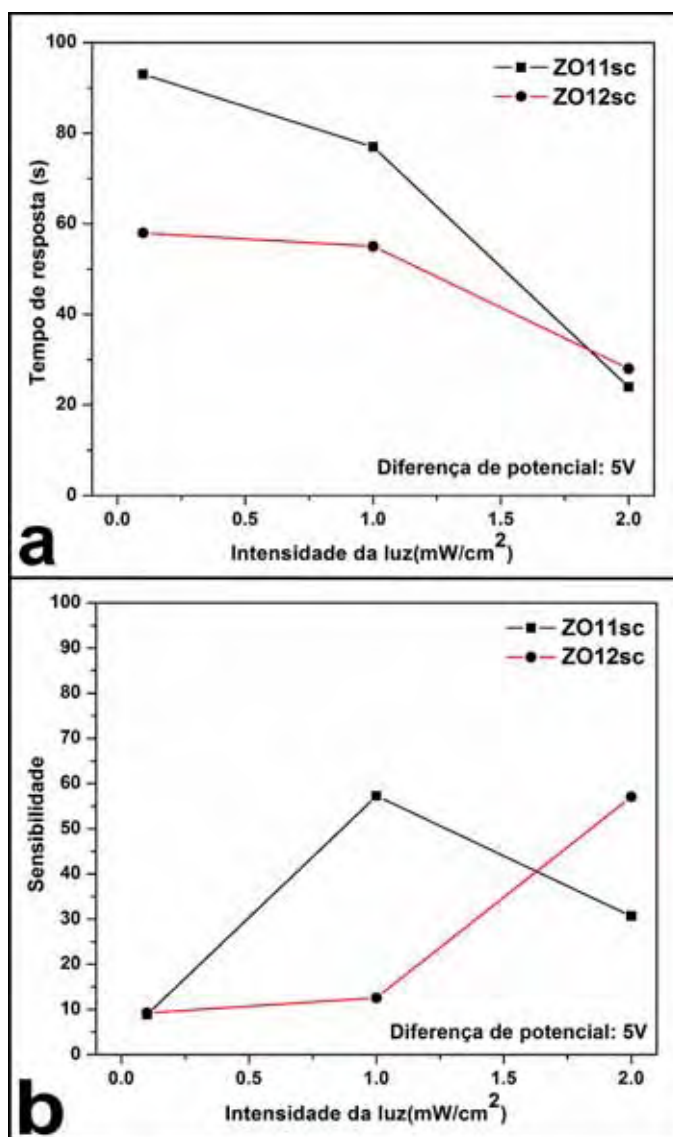 100
80
60
40
20
0
Tempo de resposta (s)
ZO11sc
ZO12sc
Diferença de potencial: 5V
0.0 0.5 1.0 1.5 2.0
Intensidade da luz(mW/cm²)
a
100
90
80
70
60
50
40
30
20
10
0
Sensibilidade
ZO11sc
ZO12sc
Diferença de potencial: 5V
0.0 0.5 1.0 1.5 2.0
Intensidade da luz(mW/cm²)
b